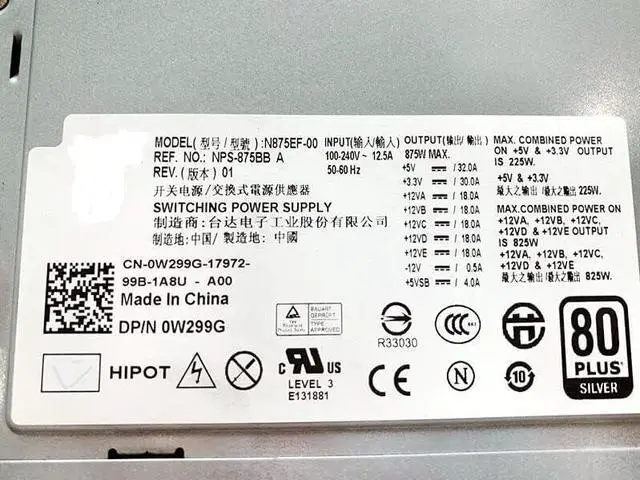 MODEL(型号/型號):N875EF-00
REF. NO.: NPS-875BB A
REV.(版本) 01
开关电源/交換式電源供應器
SWITCHING POWER SUPPLY
制造商:台达电子工业股份有限公司
制造地:中国/製造地:中國
INPUT(输入/輸入)
100-240V~ 12.5A
50-60 Hz
OUTPUT(输出/輸出)
875W MAX.
+5V / 32.0A
+3.3V / 30.0A
+12VA / 18.0A
+12VB / 18.0A
+12VC / 18.0A
+12VD / 18.0A
+12VE / 18.0A
-12V / 0.5A
+5VSB / 4.0A
MAX. COMBINED POWER
ON +5V & +3.3V OUTPUT
IS 225W.
+5V & +3.3V
最大之输出/最大之輸出 225W.
MAX.COMBINED POWER ON
+12VA, +12VB, +12VC,
+12VD & +12VE OUTPUT
IS 825W
+12VA, +12VB, +12VC,
+12VD & +12VE
最大之输出/最大之輸出 825W.
CN-0W299G-17972-
99B-1A8U - A00
Made In China
DP/N 0W299G
HIPOT
c UR US
LEVEL 3
E131881
TYPE
APPROVED
R33030
CCC
CE
N
10
80
PLUS
SILVER